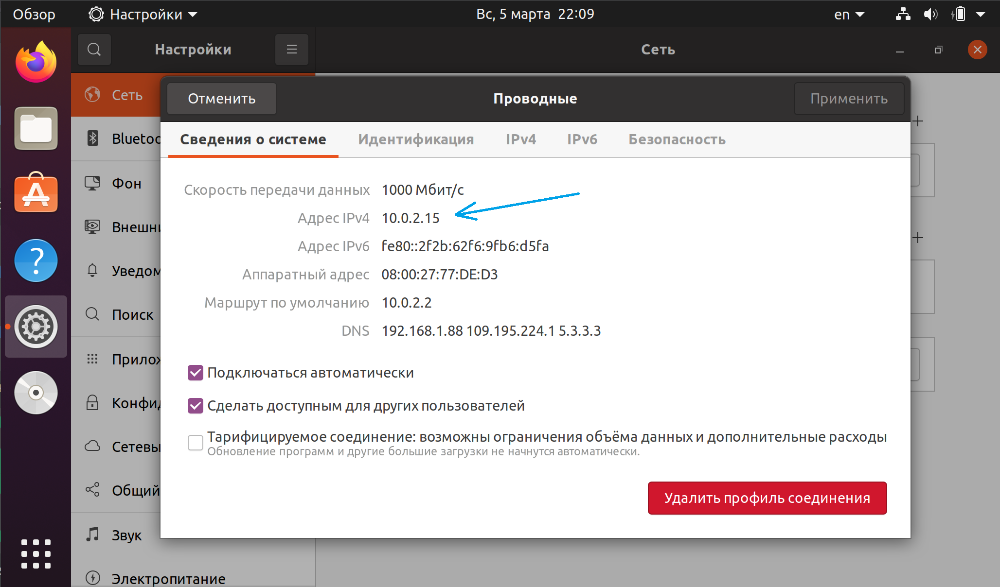 Обзор
Настройки
Вс, 5 марта 22:09
en
Настройки
Сеть
Сеть
Отменить
Проводные
Применить
Bluetoo
Сведения о системе
Идентификация
IPv4
IPv6
Безопасность
Фон
Скорость передачи данных 1000 Мбит/с
Адрес IPv4 10.0.2.15
Внешни
Адрес IPv6 fe80::2f2b:62f6:9fb6:d5fa
Уведом
Аппаратный адрес 08:00:27:77:DE:D3
Маршрут по умолчанию 10.0.2.2
Поиск
DNS 192.168.1.88 109.195.224.1 5.3.3.3
Прилож
Подключаться автоматически
Конфид
Сделать доступным для других пользователей
Тарифицируемое соединение: возможны ограничения объёма данных и дополнительные расходы
Обновление программ и другие большие загрузки не начнутся автоматически.
Сетевы
Общий
Удалить профиль соединения
Звук
Электропитание